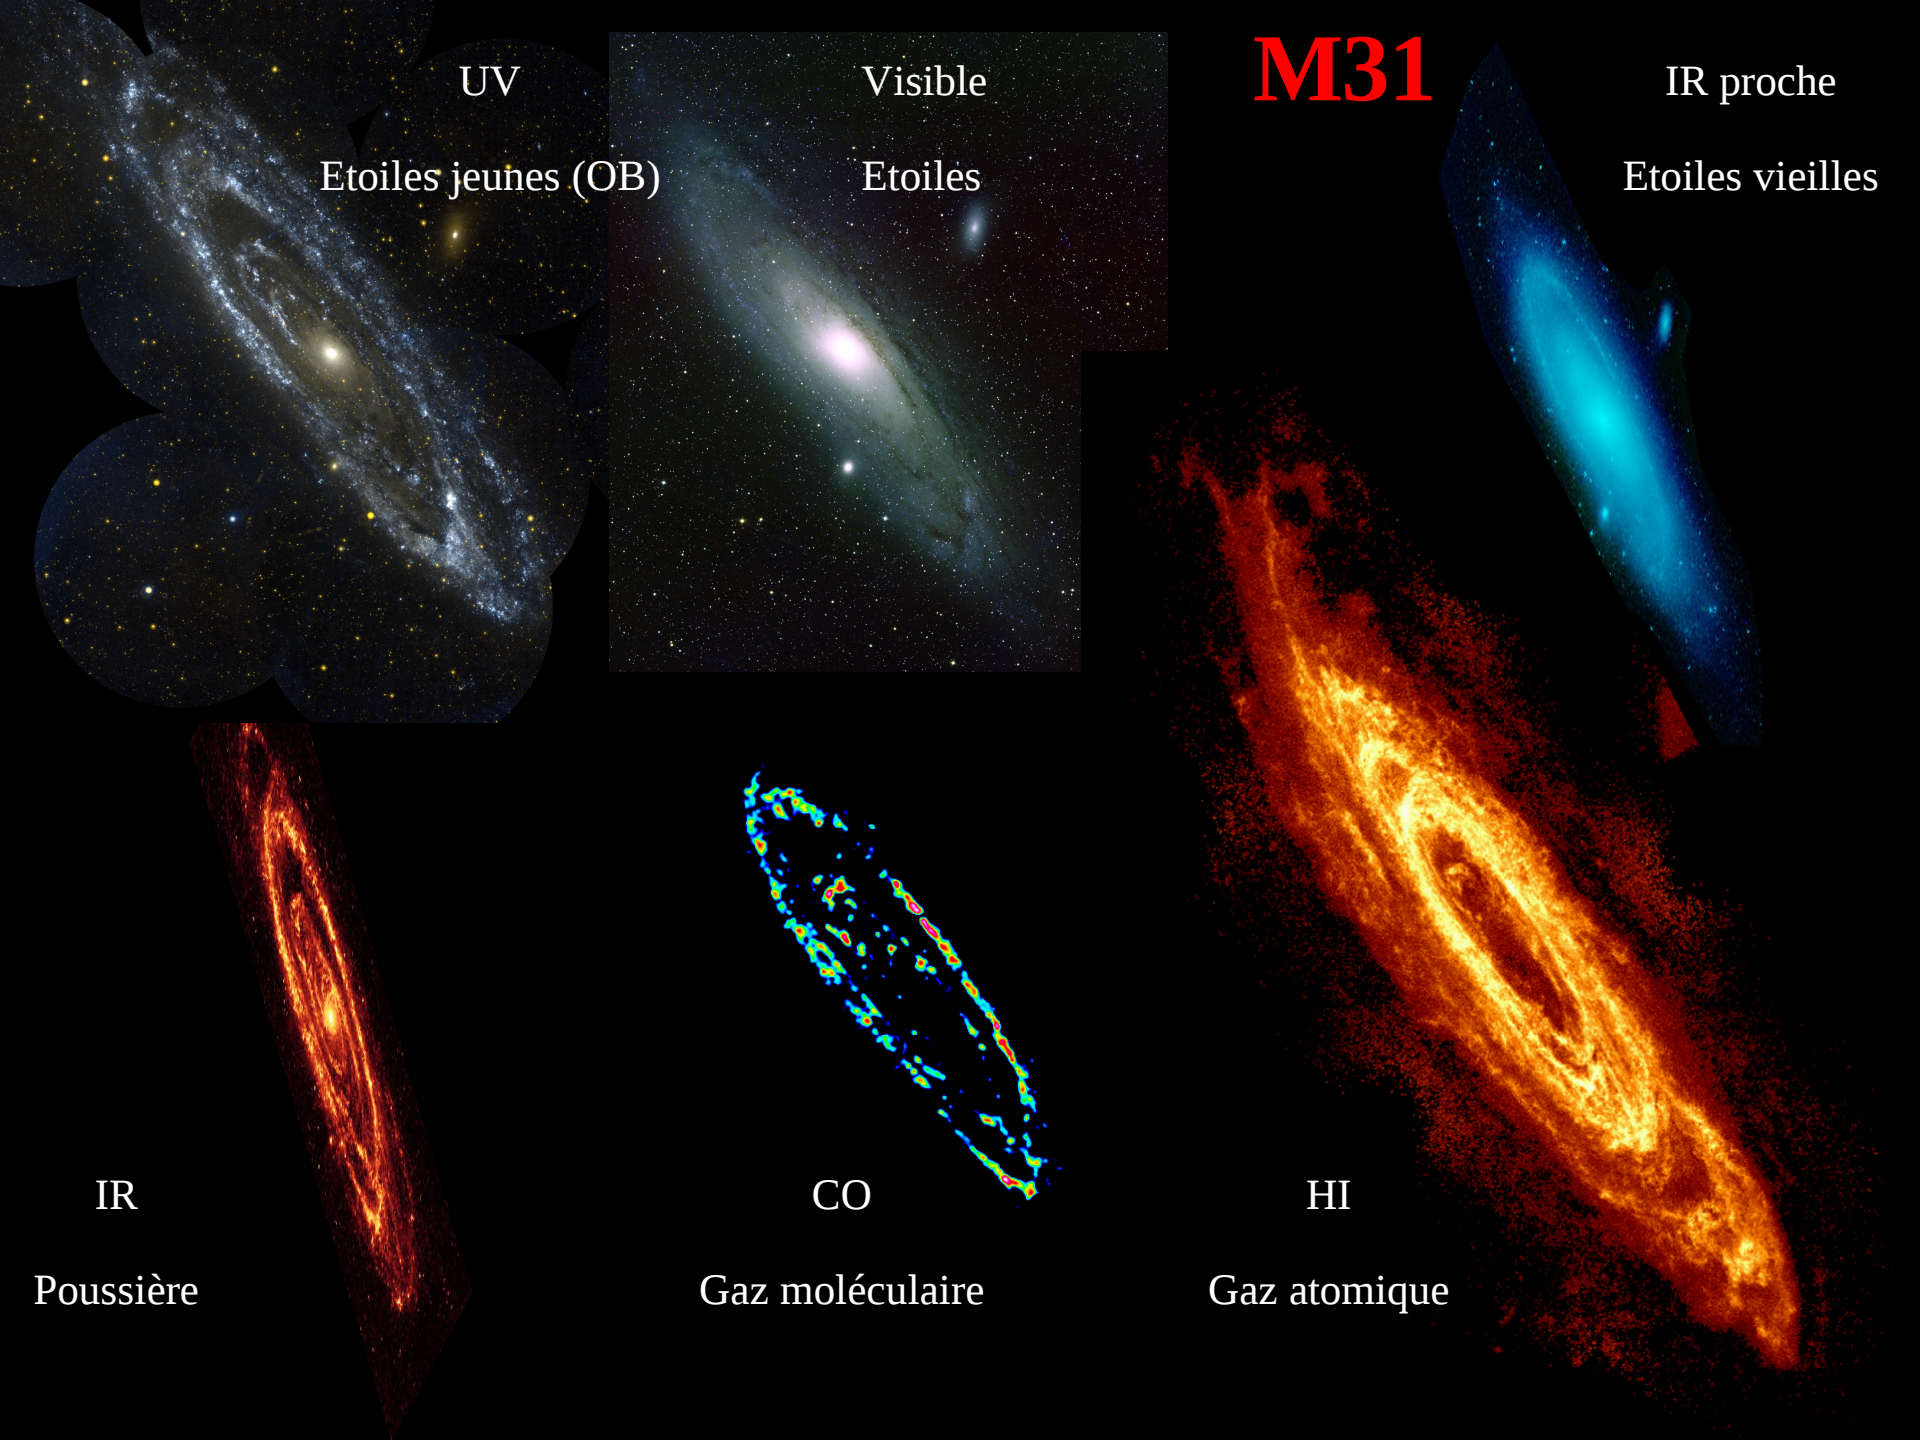 UV
Etoiles jeunes (OB)
Visible
Etoiles
M31
IR proche
Etoiles vieilles
IR
Poussière
CO
Gaz moléculaire
HI
Gaz atomique